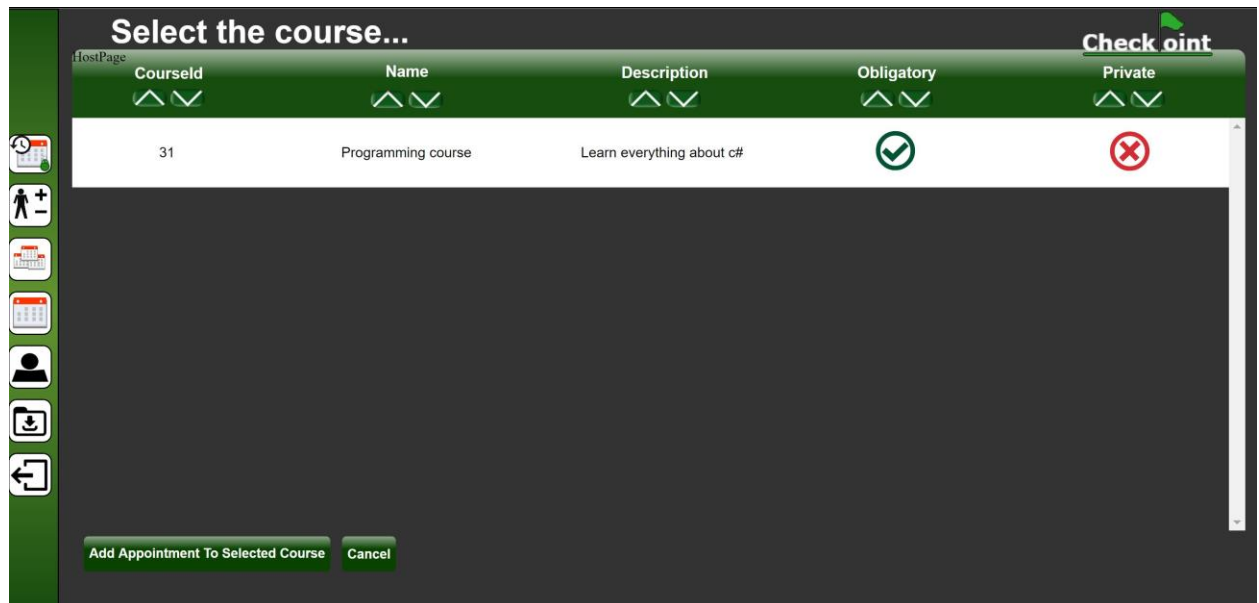 Select the course...
Check oint
HostPage
CourseId Name Description Obligatory Private
31 Programming course Learn everything about c#
Add Appointment To Selected Course Cancel